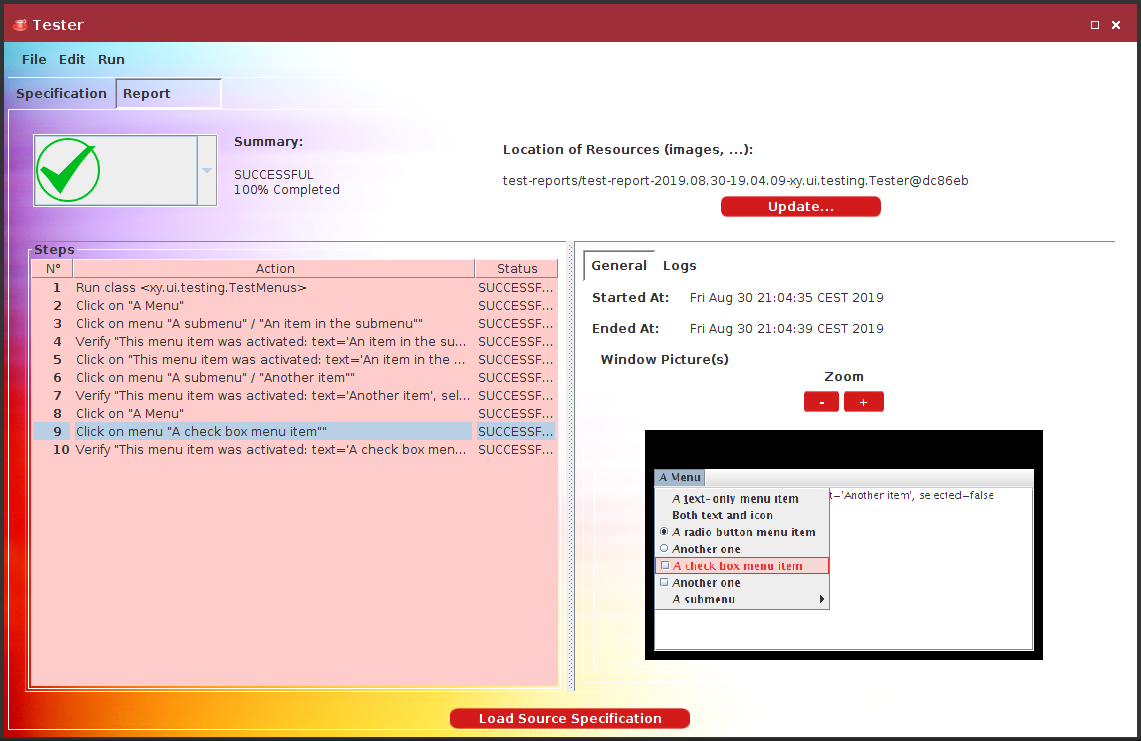 Tester
File Edit Run
Specification Report
Summary:
SUCCESSFUL
100% Completed
Location of Resources (images, ...):
test-reports/test-report-2019.08.30-19.04.09-xy.ui.testing.Tester@dc86eb
Update...
Steps
N° Action Status
1 Run class <xy.ui.testing.TestMenus> SUCCESSF...
2 Click on "A Menu" SUCCESSF...
3 Click on menu "A submenu" / "An item in the submenu"" SUCCESSF...
4 Verify "This menu item was activated: text='An item in the su... SUCCESSF...
5 Click on "This menu item was activated: text='An item in the ... SUCCESSF...
6 Click on menu "A submenu" / "Another item"" SUCCESSF...
7 Verify "This menu item was activated: text='Another item', sel... SUCCESSF...
8 Click on "A Menu" SUCCESSF...
9 Click on menu "A check box menu item"" SUCCESSF...
10 Verify "This menu item was activated: text='A check box men... SUCCESSF...
General Logs
Started At: Fri Aug 30 21:04:35 CEST 2019
Ended At: Fri Aug 30 21:04:39 CEST 2019
Window Picture(s)
Zoom
- +
A Menu
A text-only menu item t='Another item', selected=false
Both text and icon
A radio button menu item
Another one
A check box menu item
Another one
A submenu
Load Source Specification